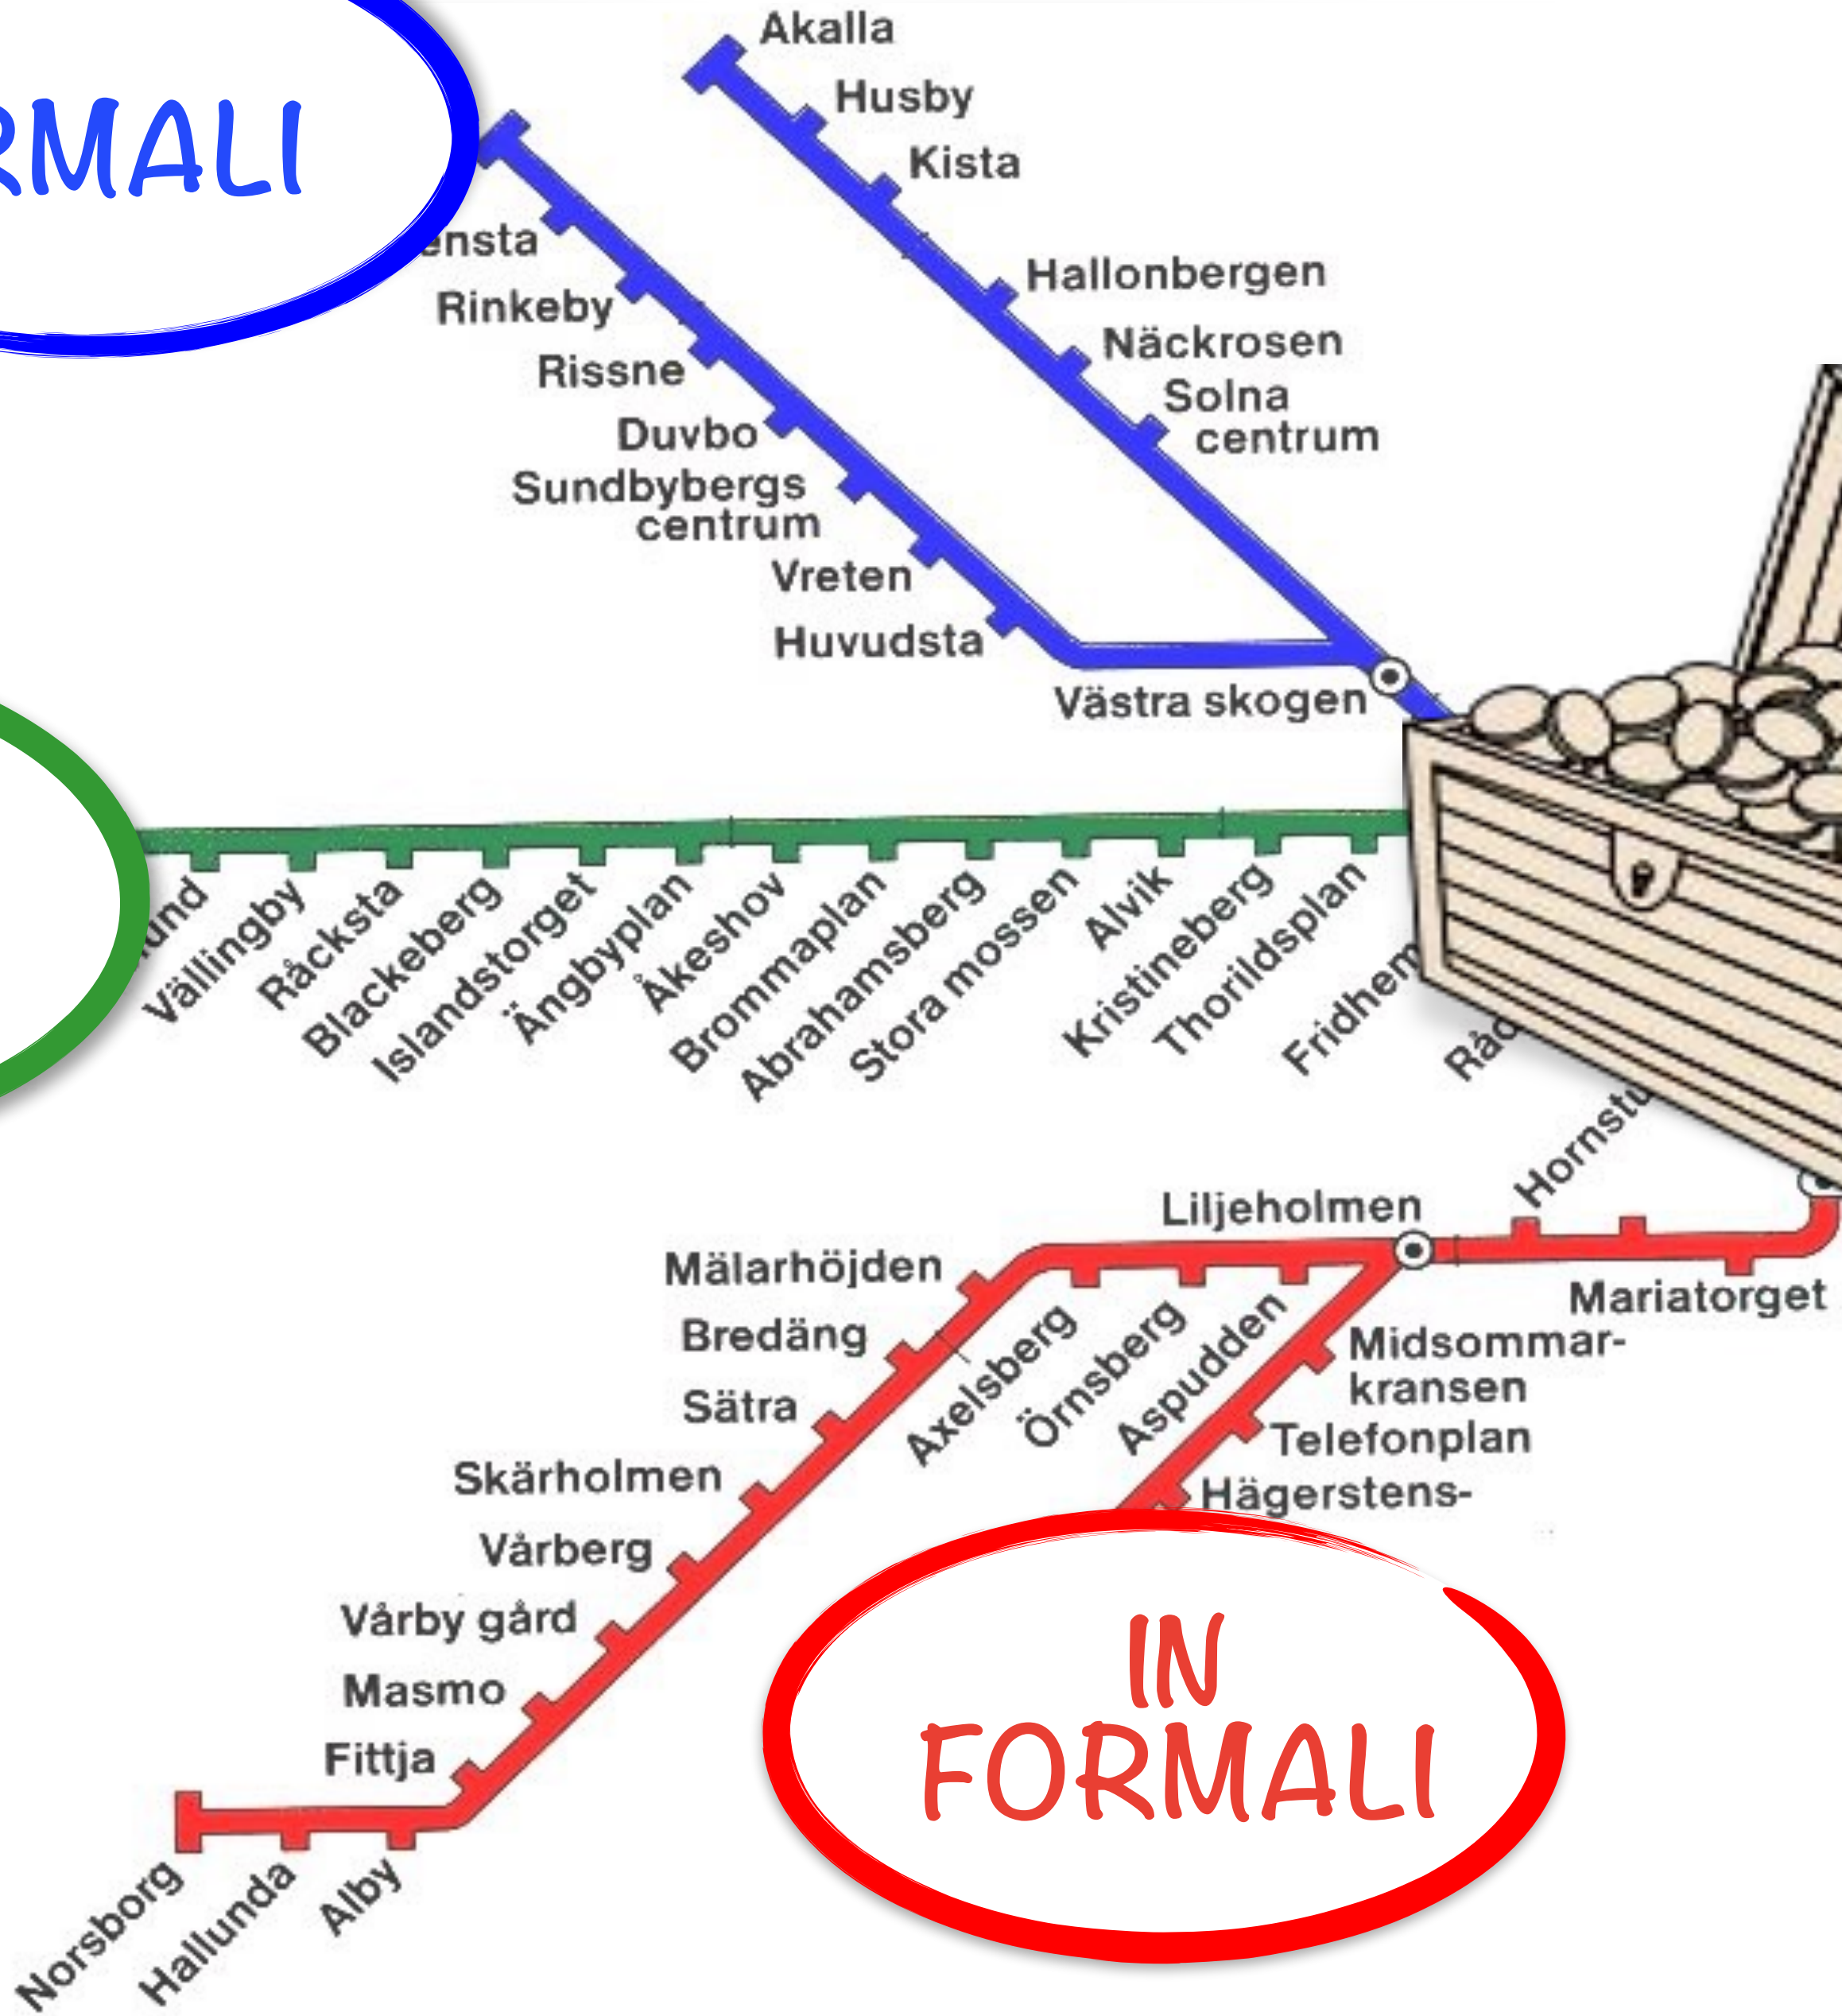 Akalla
Husby
Kista
Hallonbergen
Näckrosen
Solna
centrum
Rinkeby
Rissne
Duvbo
Sundbybergs
centrum
Vreten
Huvudsta
Västra skogen
Vällingby
Råcksta
Blackeberg
Islandstorget
Ängbyplan
Åkeshov
Brommaplan
Abrahamsberg
Stora mossen
Alvik
Kristineberg
Thorildsplan
Liljeholmen
Mariatorget
Mälarhöjden
Bredäng
Sätra
Skärholmen
Vårberg
Vårby gård
Masmo
Fittja
Alby
Hallunda
Norsborg
Axelsberg
Örnsberg
Aspudden
Midsommar-
kransen
Telefonplan
Hägerstens-
IN
FORMALI